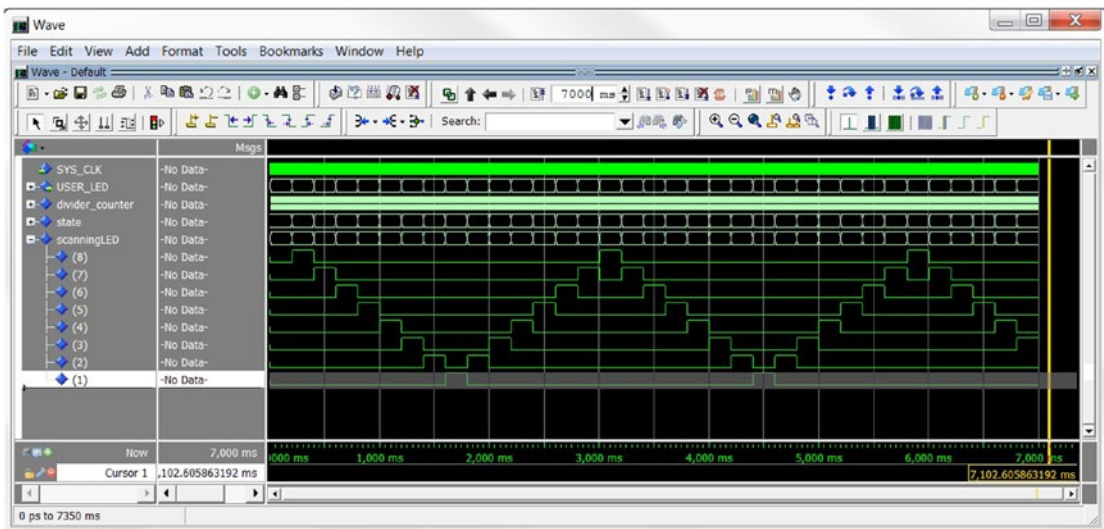 Wave
File Edit View Add Format Tools Bookmarks Window Help
Wave - Default
7000 ms
Search:
Msgs
SYS_CLK -No Data-
USER_LED -No Data-
divider_counter -No Data-
state -No Data-
scanningLED -No Data-
(8) -No Data-
(7) -No Data-
(6) -No Data-
(5) -No Data-
(4) -No Data-
(3) -No Data-
(2) -No Data-
(1) -No Data-
Now 7,000 ms 000 ms 1,000 ms 2,000 ms 3,000 ms 4,000 ms 5,000 ms 6,000 ms 7,000 ms
Cursor 1 ,102.605863192 ms 7,102.605863192 ms
0 ps to 7350 ms